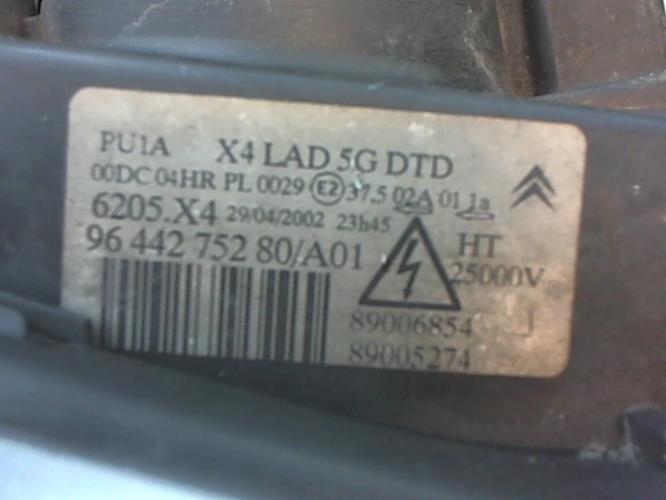 PU1A X4 LAD 5G DTD
00DC 04HR PL 0029 E2 37.5 02A 01 1a
6205.X4 29/04/2002 23h45
96 442 752 80/A01
HT
25000V
89006854
89005274